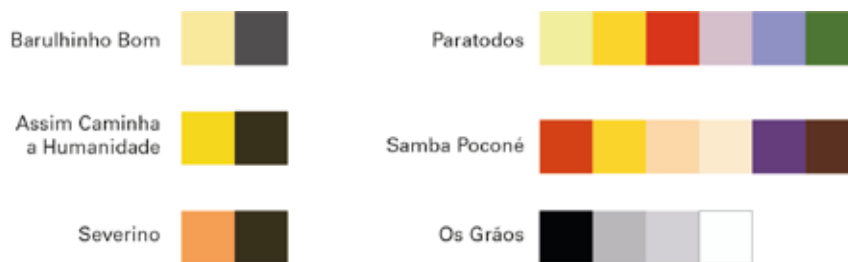 Barulhinho Bom
Paratodos
Assim Caminha
a Humanidade
Samba Poconé
Severino
Os Grãos